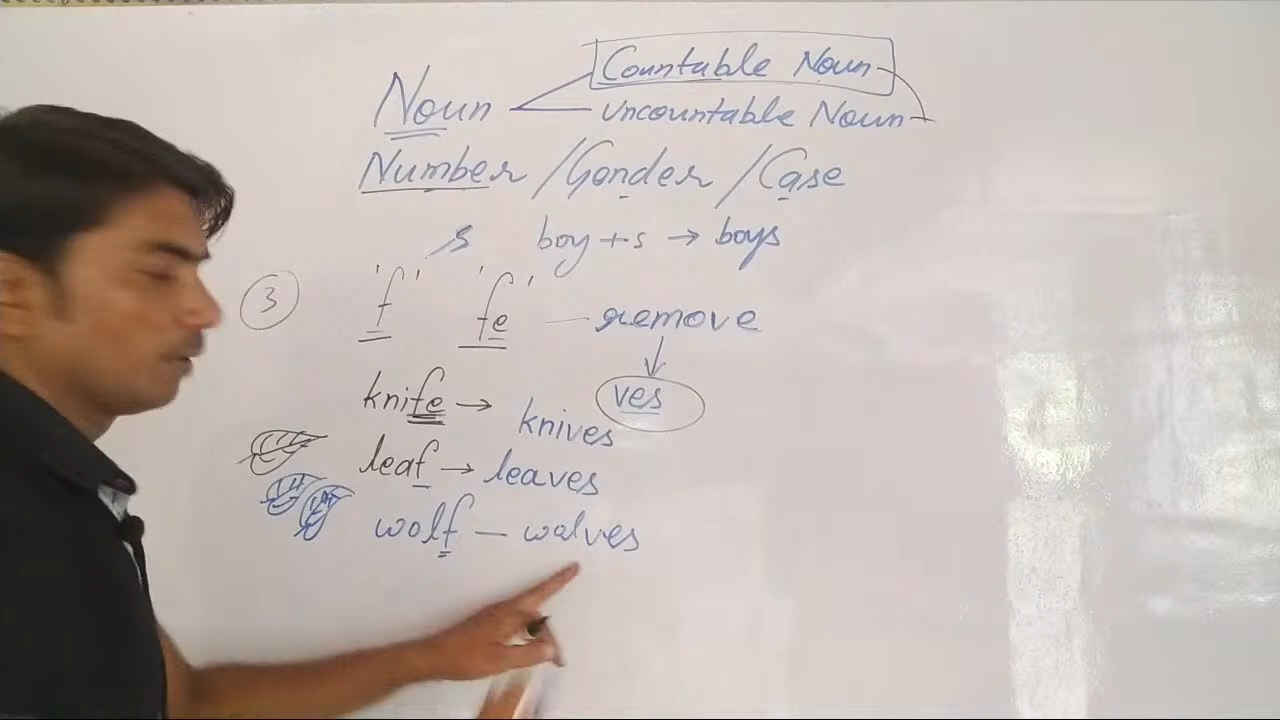 Countable Noun
Noun
Uncountable Noun
Number / Gender / Case
s boy + s → boys
3 'f' 'fe' — remove
↓
ves
knife → knives
leaf → leaves
wolf — walves